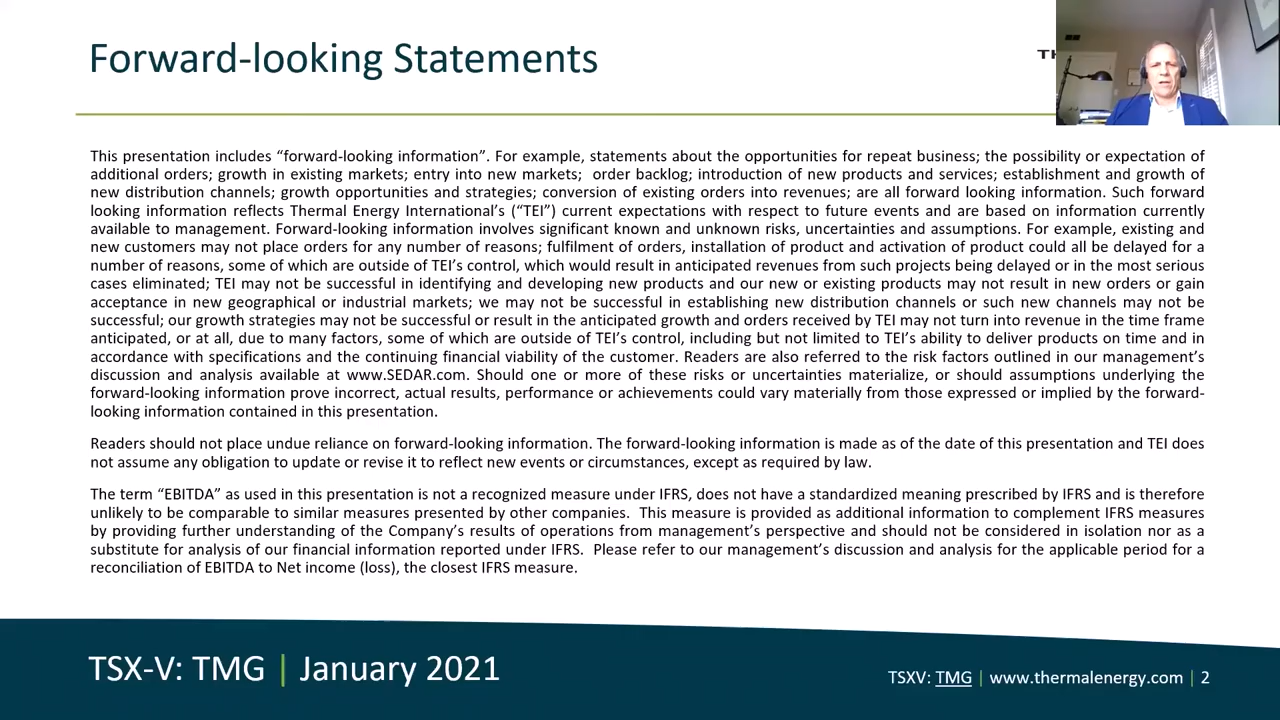 Forward-looking Statements
TH
This presentation includes “forward-looking information”. For example, statements about the opportunities for repeat business; the possibility or expectation of
additional orders; growth in existing markets; entry into new markets;  order backlog; introduction of new products and services; establishment and growth of
new distribution channels; growth opportunities and strategies; conversion of existing orders into revenues; are all forward looking information. Such forward
looking information reflects Thermal Energy International’s (“TEI”) current expectations with respect to future events and are based on information currently
available to management. Forward-looking information involves significant known and unknown risks, uncertainties and assumptions. For example, existing and
new customers may not place orders for any number of reasons; fulfilment of orders, installation of product and activation of product could all be delayed for a
number of reasons, some of which are outside of TEI’s control, which would result in anticipated revenues from such projects being delayed or in the most serious
cases eliminated; TEI may not be successful in identifying and developing new products and our new or existing products may not result in new orders or gain
acceptance in new geographical or industrial markets; we may not be successful in establishing new distribution channels or such new channels may not be
successful; our growth strategies may not be successful or result in the anticipated growth and orders received by TEI may not turn into revenue in the time frame
anticipated, or at all, due to many factors, some of which are outside of TEI’s control, including but not limited to TEI’s ability to deliver products on time and in
accordance with specifications and the continuing financial viability of the customer. Readers are also referred to the risk factors outlined in our management’s
discussion and analysis available at www.SEDAR.com. Should one or more of these risks or uncertainties materialize, or should assumptions underlying the
forward-looking information prove incorrect, actual results, performance or achievements could vary materially from those expressed or implied by the forward-
looking information contained in this presentation.
Readers should not place undue reliance on forward-looking information. The forward-looking information is made as of the date of this presentation and TEI does
not assume any obligation to update or revise it to reflect new events or circumstances, except as required by law.
The term “EBITDA” as used in this presentation is not a recognized measure under IFRS, does not have a standardized meaning prescribed by IFRS and is therefore
unlikely to be comparable to similar measures presented by other companies.  This measure is provided as additional information to complement IFRS measures
by providing further understanding of the Company’s results of operations from management’s perspective and should not be considered in isolation nor as a
substitute for analysis of our financial information reported under IFRS.  Please refer to our management’s discussion and analysis for the applicable period for a
reconciliation of EBITDA to Net income (loss), the closest IFRS measure.
TSX-V: TMG | January 2021
TSXV: TMG | www.thermalenergy.com | 2